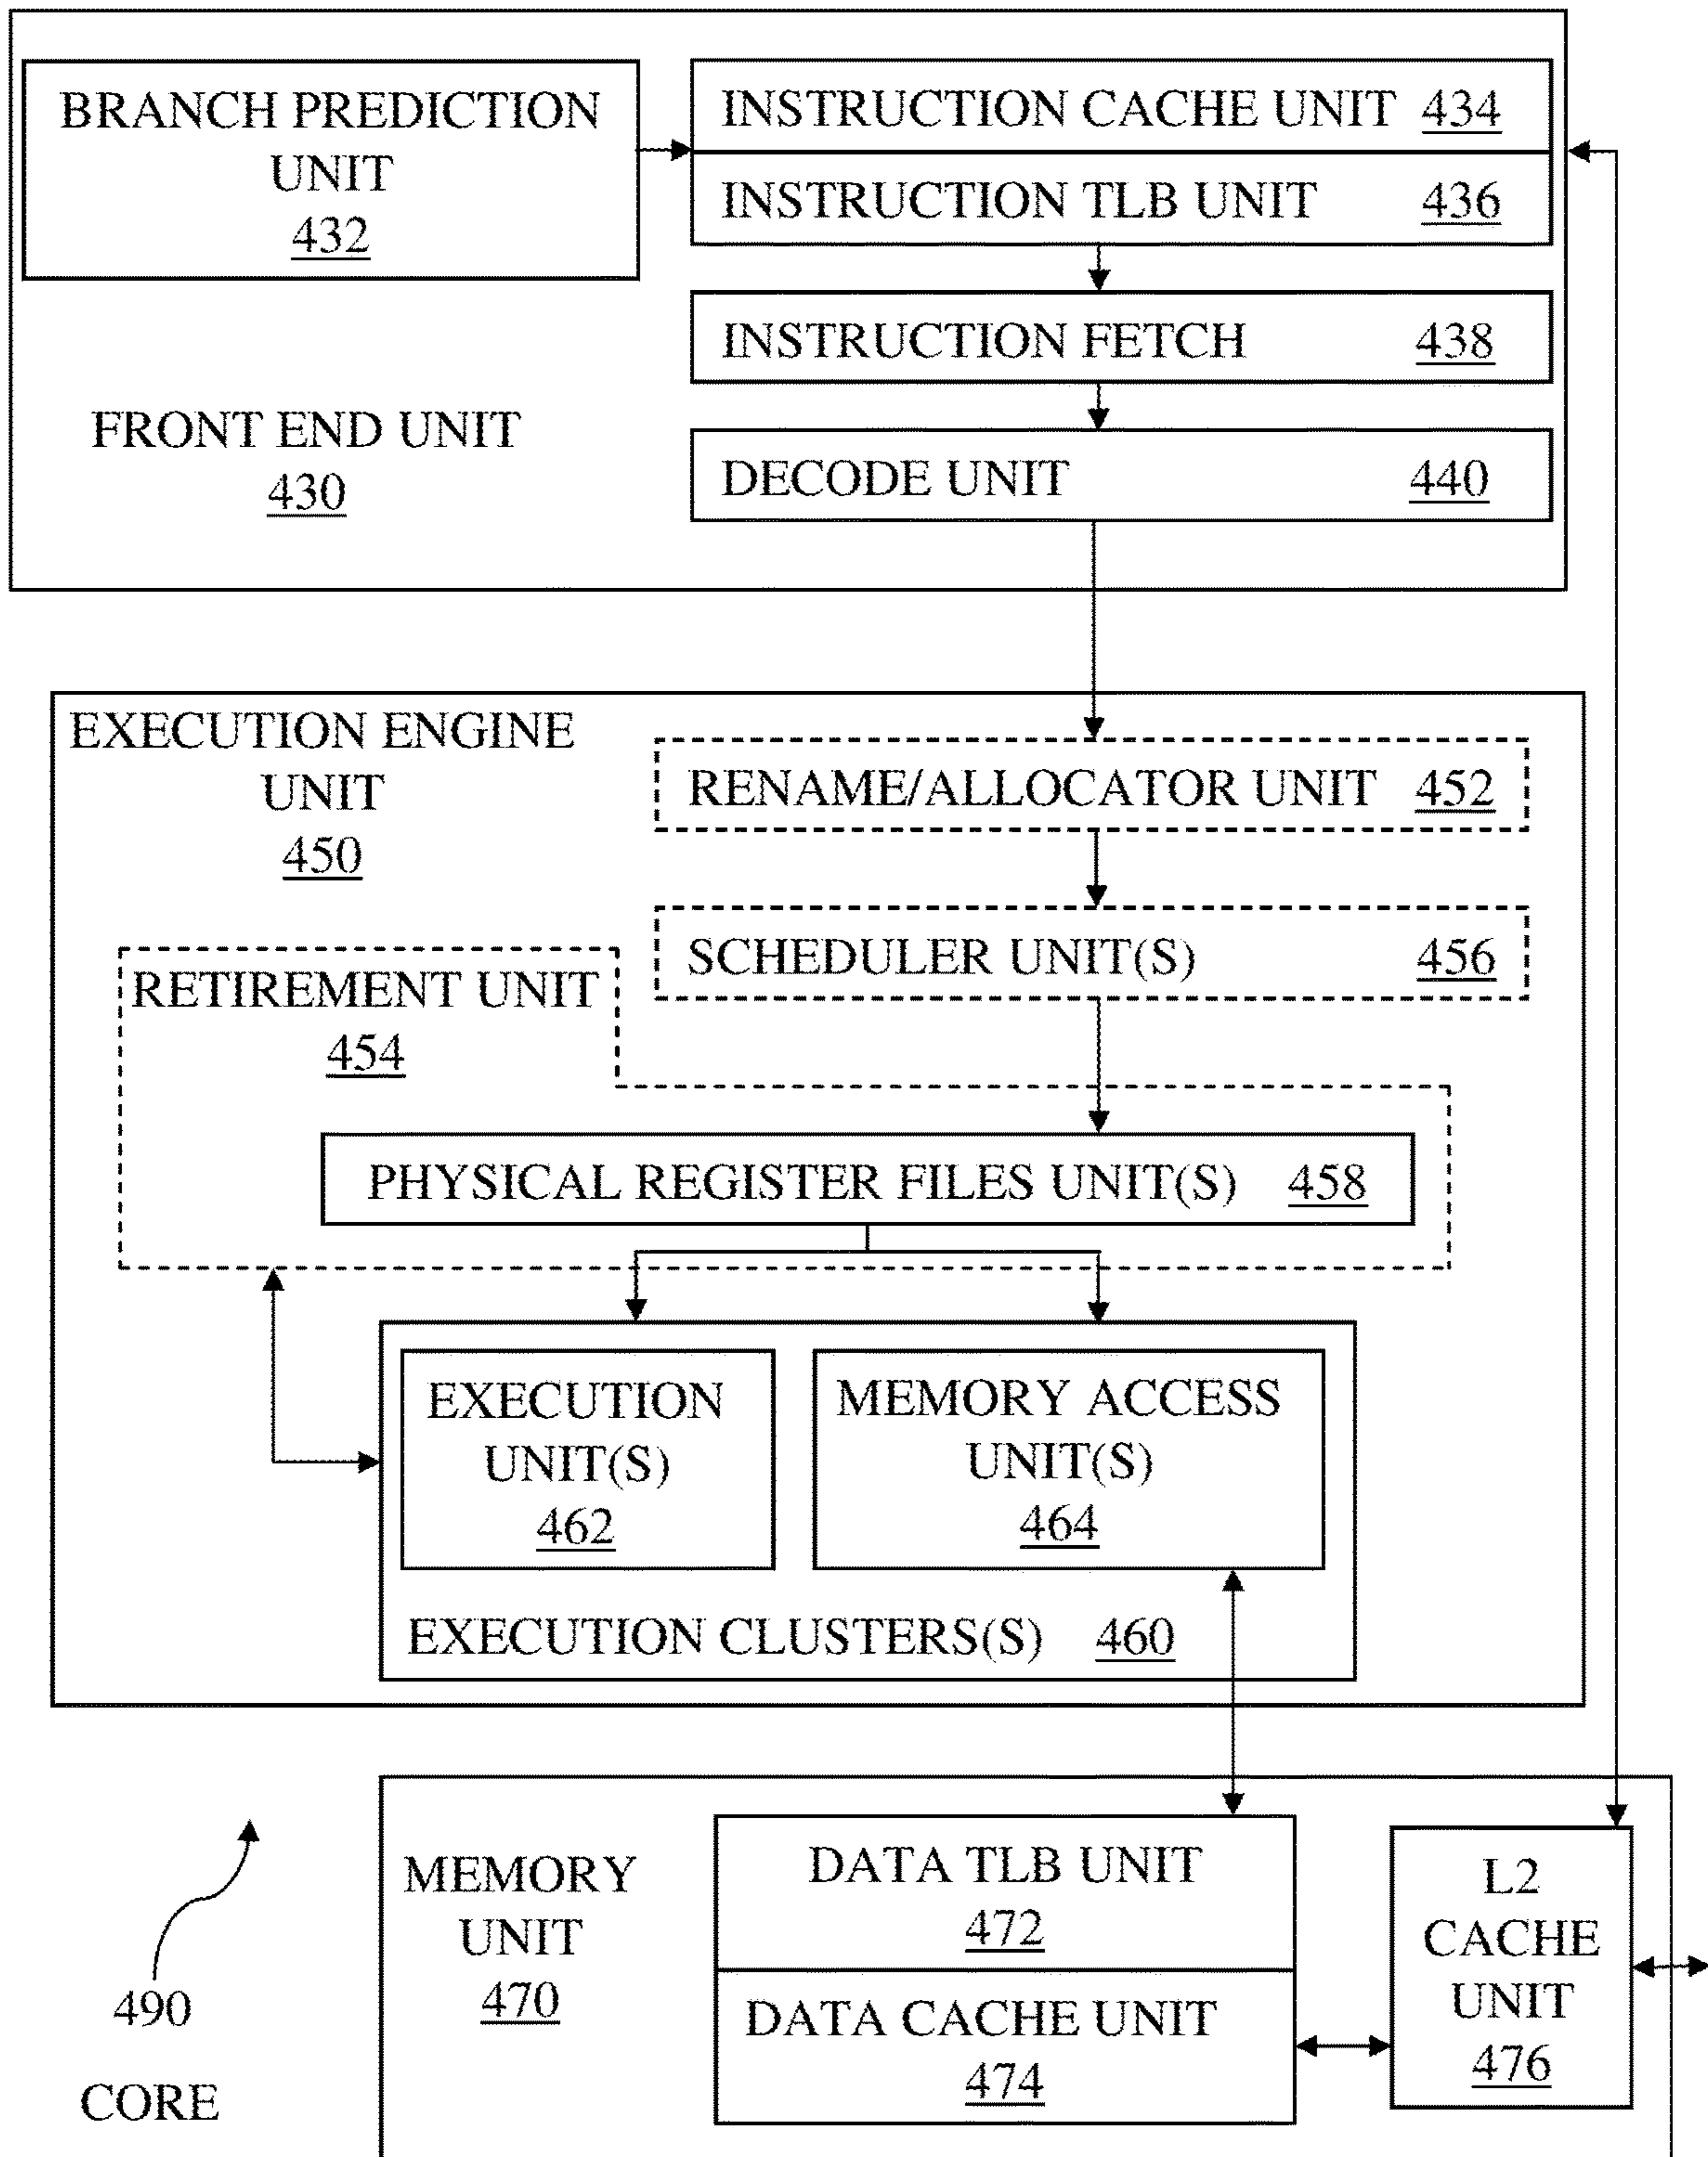 BRANCH PREDICTION
UNIT
432
INSTRUCTION CACHE UNIT 434
INSTRUCTION TLB UNIT 436
INSTRUCTION FETCH 438
FRONT END UNIT
430
DECODE UNIT 440
EXECUTION ENGINE
UNIT
450
RENAME/ALLOCATOR UNIT 452
SCHEDULER UNIT(S) 456
RETIREMENT UNIT
454
PHYSICAL REGISTER FILES UNIT(S) 458
EXECUTION
UNIT(S)
462
MEMORY ACCESS
UNIT(S)
464
EXECUTION CLUSTERS(S) 460
MEMORY
UNIT
470
DATA TLB UNIT
472
DATA CACHE UNIT
474
L2
CACHE
UNIT
476
490
CORE